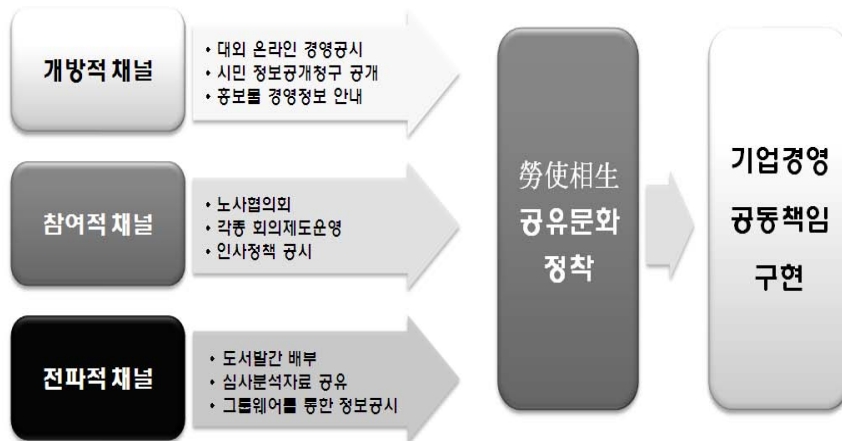 개방적 채널
• 대외 온라인 경영공시
• 시민 정보공개청구 공개
• 홍보물 경영정보 안내
참여적 채널
• 노사협의회
• 각종 회의제도운영
• 인사정책 공시
전파적 채널
• 도서발간 배부
• 심사분석자료 공유
• 그룹웨어를 통한 정보공시
勞使相生
공유문화
정착
기업경영
공동책임
구현